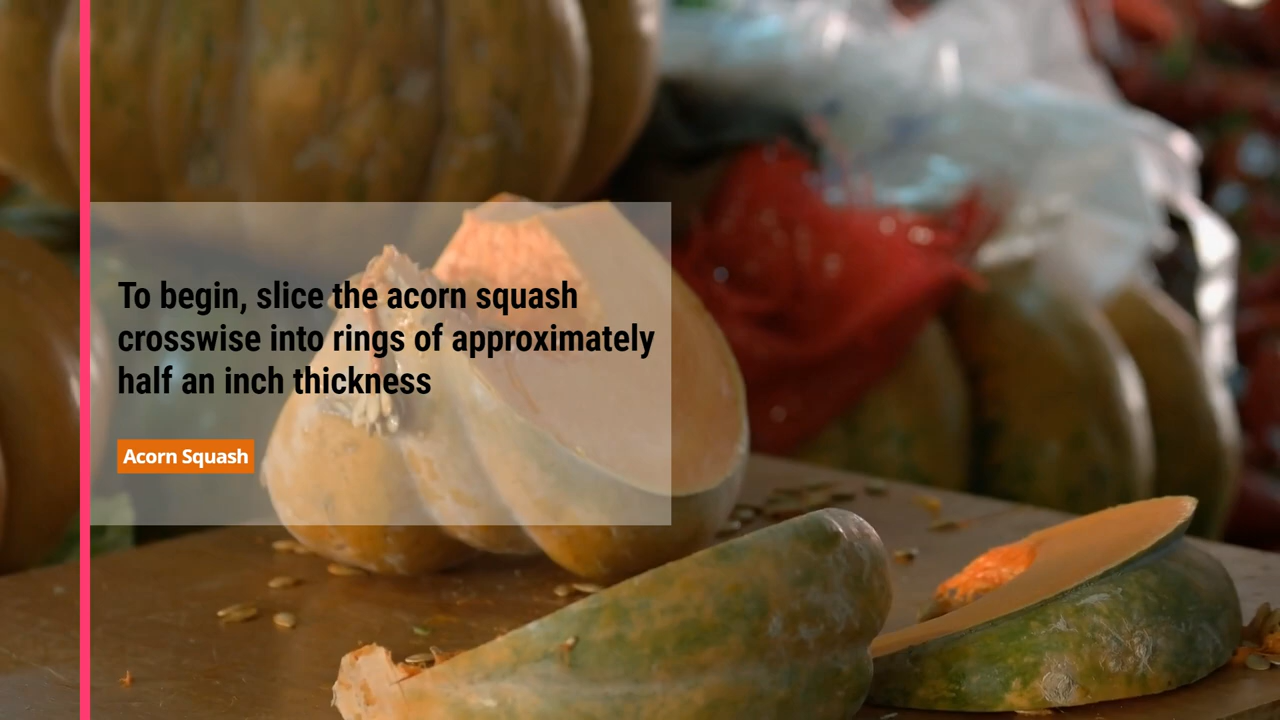 To begin, slice the acorn squash
crosswise into rings of approximately
half an inch thickness
Acorn Squash